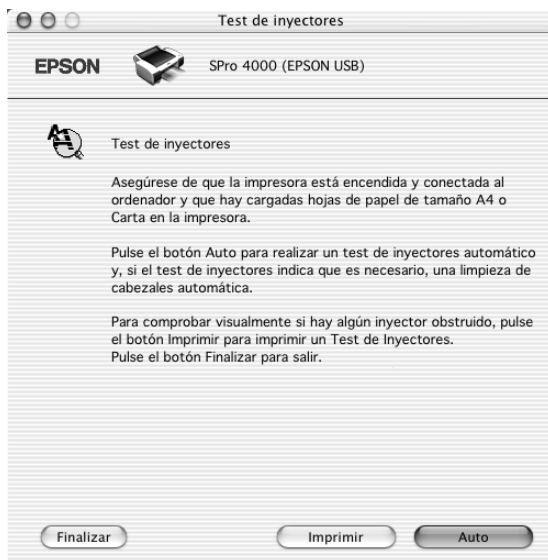 Test de inyectores
EPSON
SPro 4000 (EPSON USB)
Test de inyectores
Asegúrese de que la impresora está encendida y conectada al
ordenador y que hay cargadas hojas de papel de tamaño A4 o
Carta en la impresora.
Pulse el botón Auto para realizar un test de inyectores automático
y, si el test de inyectores indica que es necesario, una limpieza de
cabezales automática.
Para comprobar visualmente si hay algún inyector obstruido, pulse
el botón Imprimir para imprimir un Test de Inyectores.
Pulse el botón Finalizar para salir.
Finalizar
Imprimir
Auto